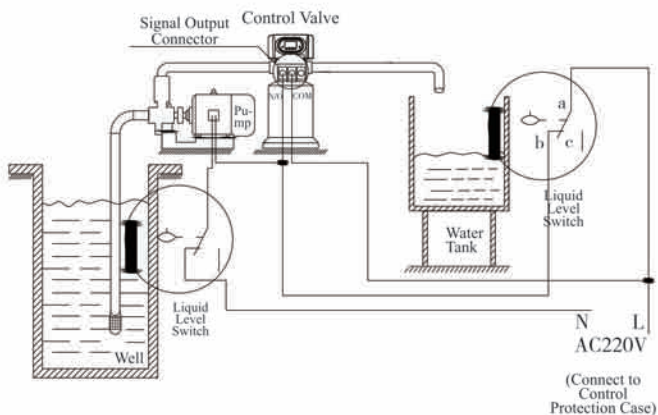 Signal Output
Connector
Control Valve
N/O
COM
Pu-
mp
a
b
c
Liquid
Level
Switch
Water
Tank
Liquid
Level
Switch
Well
N L
AC220V
(Connect to
Control
Protection Case)